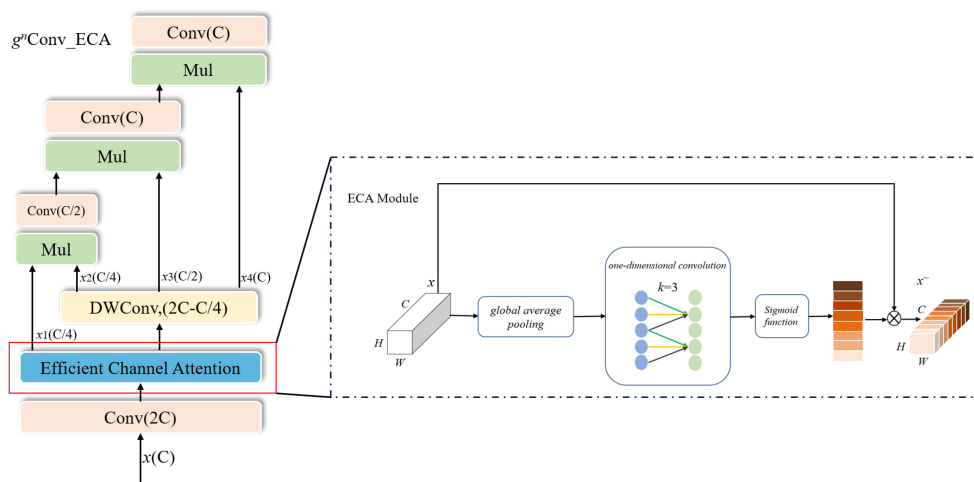 gⁿConv_ECA
Conv(C)
Mul
Conv(C)
Mul
Conv(C/2)
Mul
x2(C/4)
x3(C/2)
x4(C)
DWConv,(2C-C/4)
x1(C/4)
Efficient Channel Attention
Conv(2C)
x(C)
ECA Module
x
C
H
W
global average
pooling
one-dimensional convolution
k=3
Sigmoid
function
x~
C
H
W